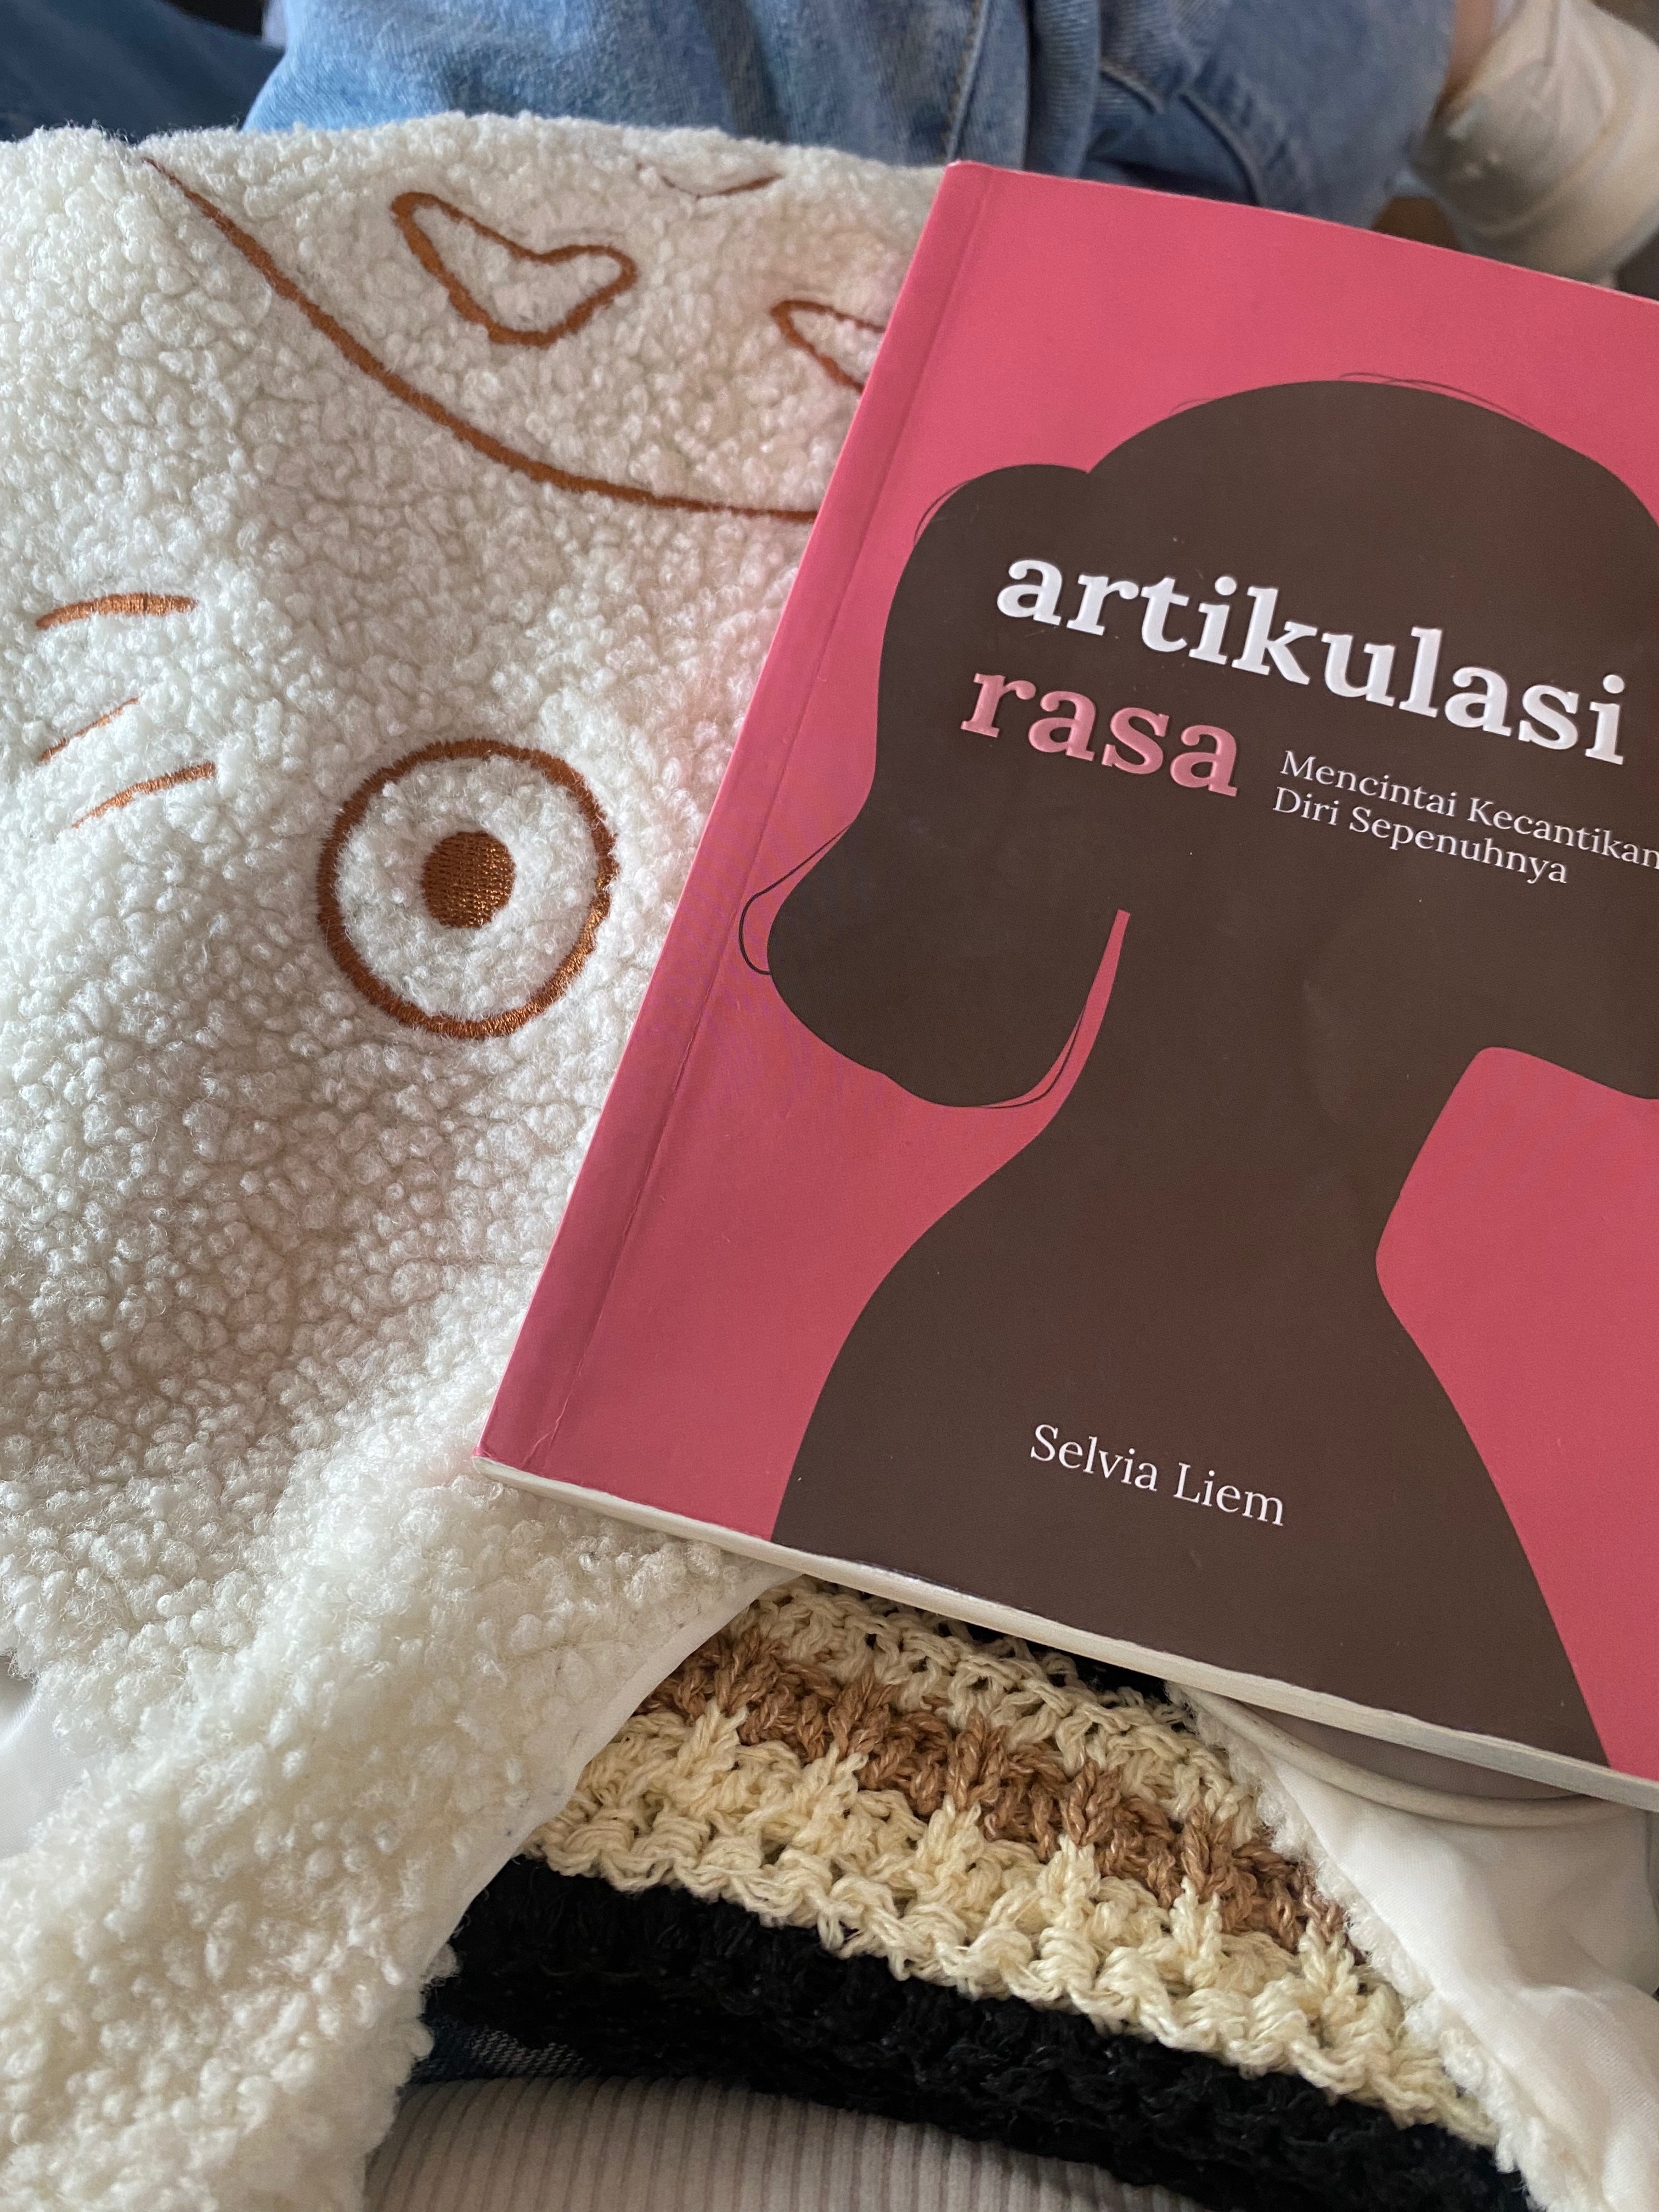 artikulasi
rasa
Mencintai Kecantikan
Diri Sepenuhnya
Selvia Liem